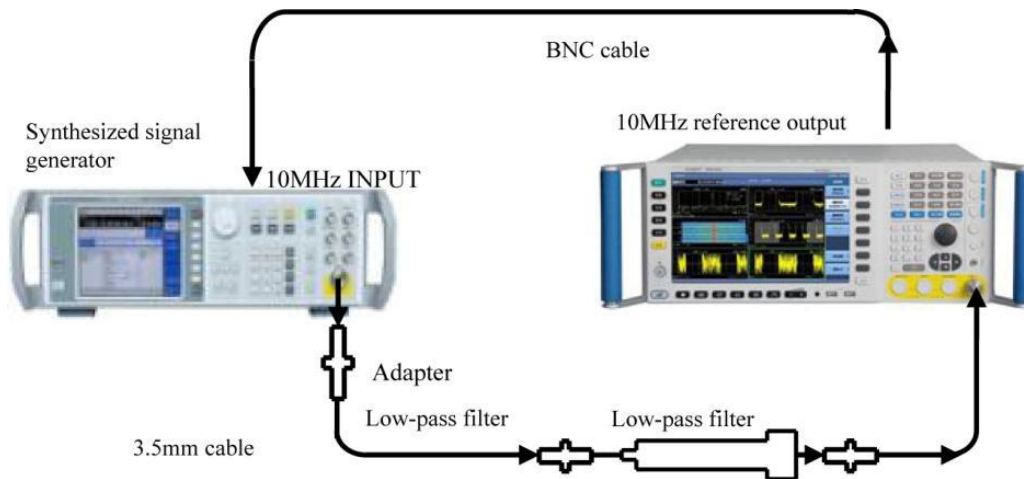 BNC cable
Synthesized signal
generator
10MHz reference output
10MHz INPUT
Adapter
Low-pass filter
Low-pass filter
3.5mm cable